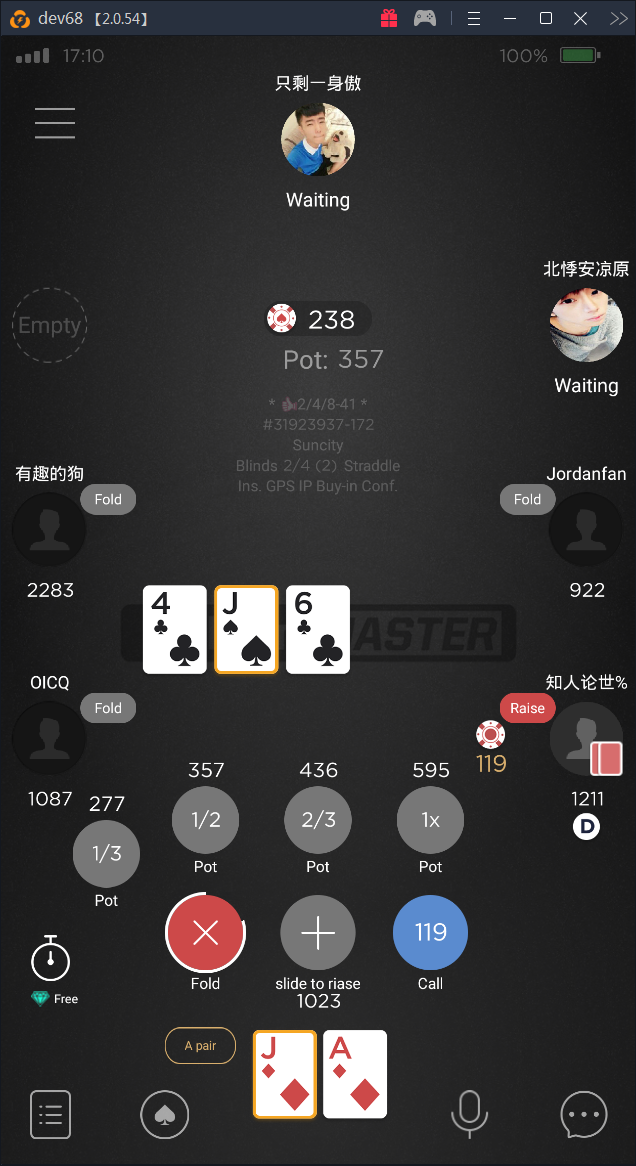 dev68 【2.0.54】
17:10
100%
只剩一身傲
Waiting
北悸安凉原
Empty
238
Waiting
Pot: 357
* 2/4/8-41 *
#31923937-172
Suncity
Blinds 2/4 (2) Straddle
Ins. GPS IP Buy-in Conf.
有趣的狗
Jordanfan
Fold
Fold
2283
922
4 J 6
MASTER
OICQ
知人论世%
Fold
Raise
119
1087
1211
D
277
357
436
595
1/3
1/2
2/3
1x
Pot
Pot
Pot
Pot
119
Fold
slide to riase
Call
1023
Free
A pair
J A